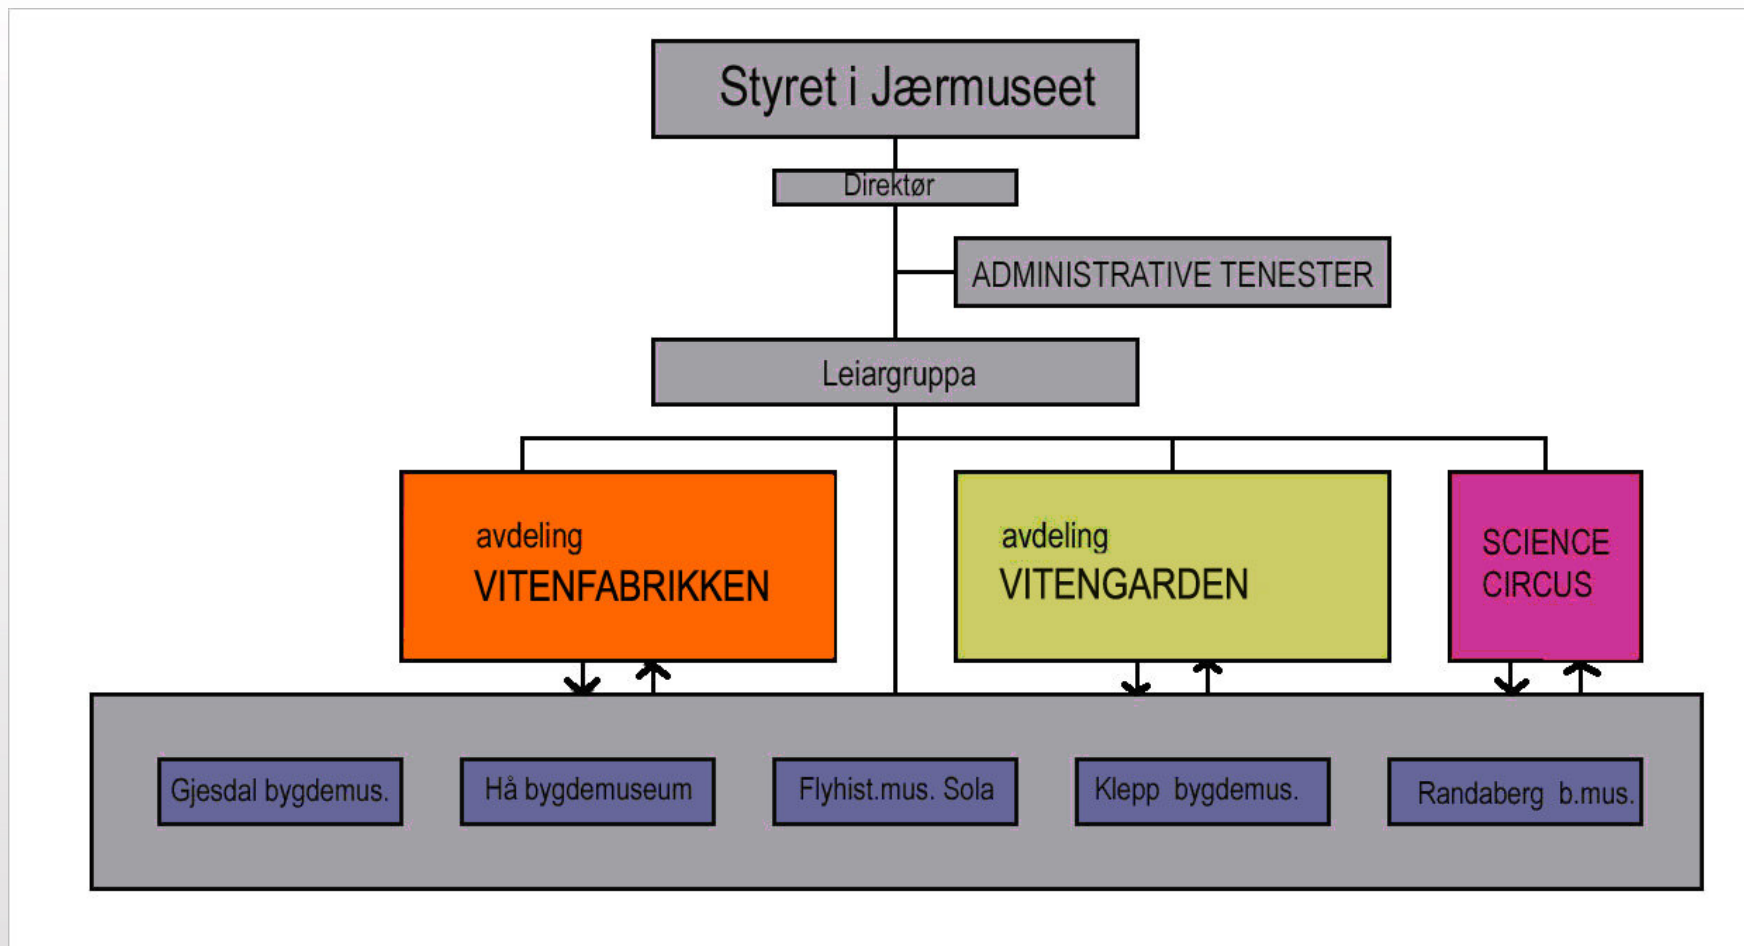 Styret i Jærmuseet
Direktør
ADMINISTRATIVE TENESTER
Leiargruppa
avdeling
VITENFABRIKKEN
avdeling
VITENGARDEN
SCIENCE
CIRCUS
Gjesdal bygdemus.
Hå bygdemuseum
Flyhist.mus. Sola
Klepp bygdemus.
Randaberg b.mus.